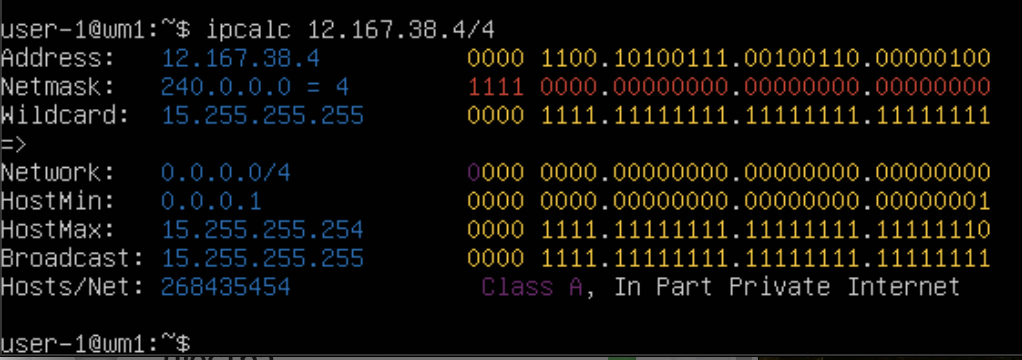 user-1@wm1:~$ ipcalc 12.167.38.4/4
Address:   12.167.38.4          0000 1100.10100111.00100110.00000100
Netmask:   240.0.0.0 = 4        1111 0000.00000000.00000000.00000000
Wildcard:  15.255.255.255       0000 1111.11111111.11111111.11111111
=>
Network:   0.0.0.0/4            0000 0000.00000000.00000000.00000000
HostMin:   0.0.0.1              0000 0000.00000000.00000000.00000001
HostMax:   15.255.255.254       0000 1111.11111111.11111111.11111110
Broadcast: 15.255.255.255       0000 1111.11111111.11111111.11111111
Hosts/Net: 268435454             Class A, In Part Private Internet
user-1@wm1:~$